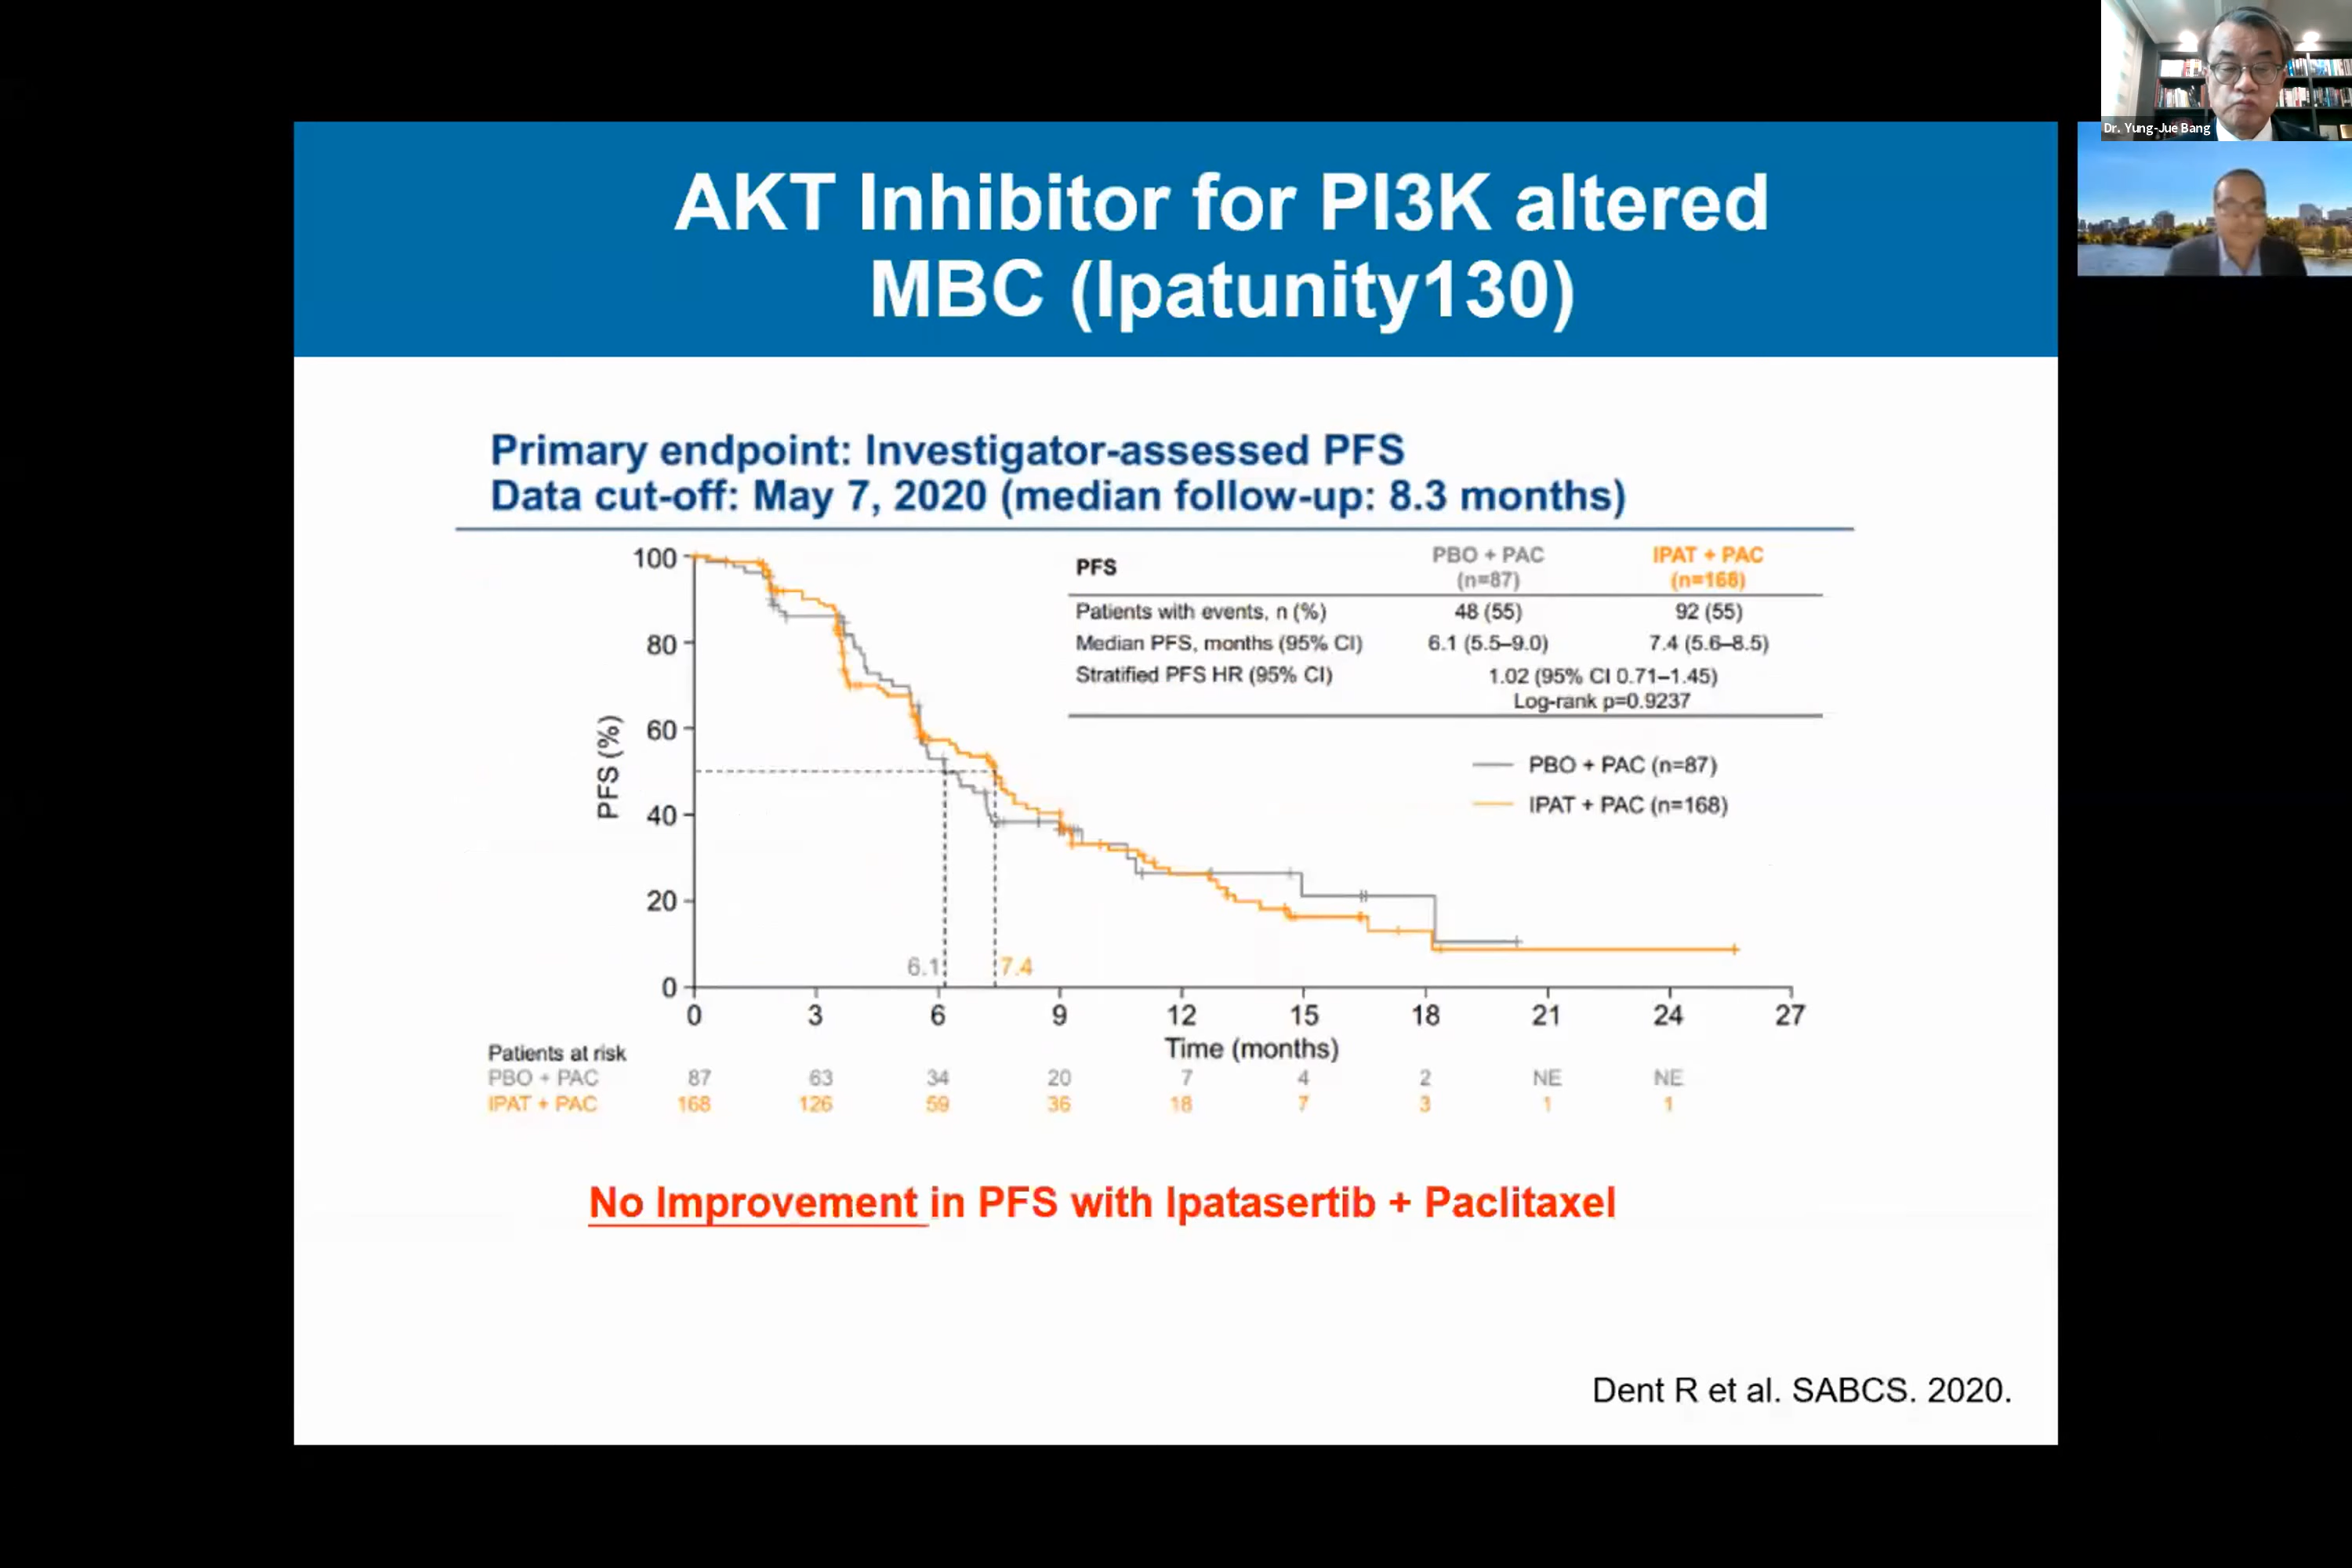 Dr. Yung-Jue Bang
AKT Inhibitor for PI3K altered
MBC (Ipatunity130)
Primary endpoint: Investigator-assessed PFS
Data cut-off: May 7, 2020 (median follow-up: 8.3 months)
PFS PBO + PAC (n=87) IPAT + PAC (n=168)
Patients with events, n (%) 48 (55) 92 (55)
Median PFS, months (95% CI) 6.1 (5.5–9.0) 7.4 (5.6–8.5)
Stratified PFS HR (95% CI) 1.02 (95% CI 0.71–1.45)
Log-rank p=0.9237
PBO + PAC (n=87)
IPAT + PAC (n=168)
PFS (%)
100
80
60
40
20
0
6.1 7.4
0 3 6 9 12 15 18 21 24 27
Time (months)
Patients at risk
PBO + PAC 87 63 34 20 7 4 2 NE NE
IPAT + PAC 168 126 59 36 18 7 3 1 1
No Improvement in PFS with Ipatasertib + Paclitaxel
Dent R et al. SABCS. 2020.